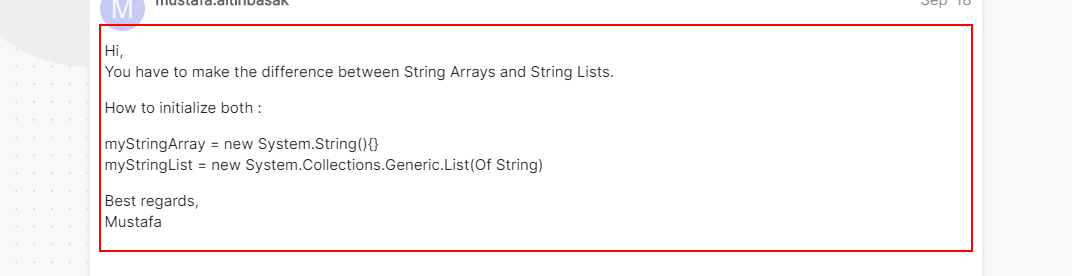 M mustafa.altinbasak Sep 18
Hi,
You have to make the difference between String Arrays and String Lists.
How to initialize both :
myStringArray = new System.String(){}
myStringList = new System.Collections.Generic.List(Of String)
Best regards,
Mustafa